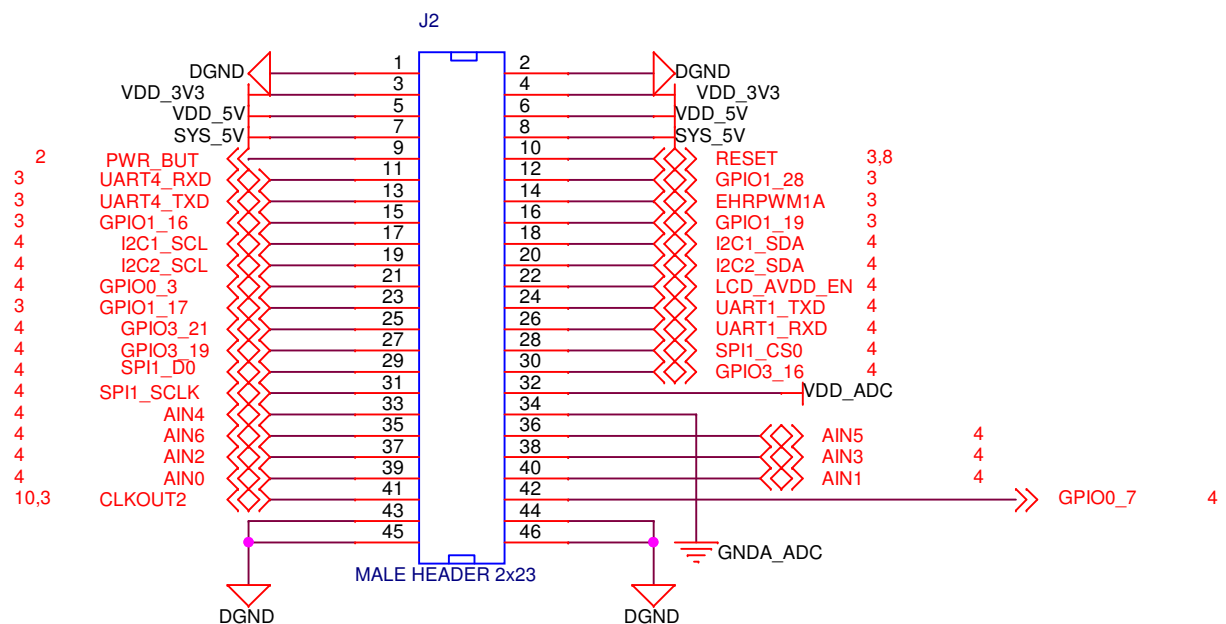 J2
DGND 1 2 DGND
VDD_3V3 3 4 VDD_3V3
VDD_5V 5 6 VDD_5V
SYS_5V 7 8 SYS_5V
2 PWR_BUT 9 10 RESET 3,8
3 UART4_RXD 11 12 GPIO1_28 3
3 UART4_TXD 13 14 EHRPWM1A 3
3 GPIO1_16 15 16 GPIO1_19 3
4 I2C1_SCL 17 18 I2C1_SDA 4
4 I2C2_SCL 19 20 I2C2_SDA 4
4 GPIO0_3 21 22 LCD_AVDD_EN 4
3 GPIO1_17 23 24 UART1_TXD 4
4 GPIO3_21 25 26 UART1_RXD 4
4 GPIO3_19 27 28 SPI1_CS0 4
4 SPI1_D0 29 30 GPIO3_16 4
4 SPI1_SCLK 31 32 VDD_ADC
4 AIN4 33 34
4 AIN6 35 36 AIN5 4
4 AIN2 37 38 AIN3 4
4 AIN0 39 40 AIN1 4
10,3 CLKOUT2 41 42 GPIO0_7 4
43 44
45 46
GNDA_ADC
MALE HEADER 2x23
DGND DGND